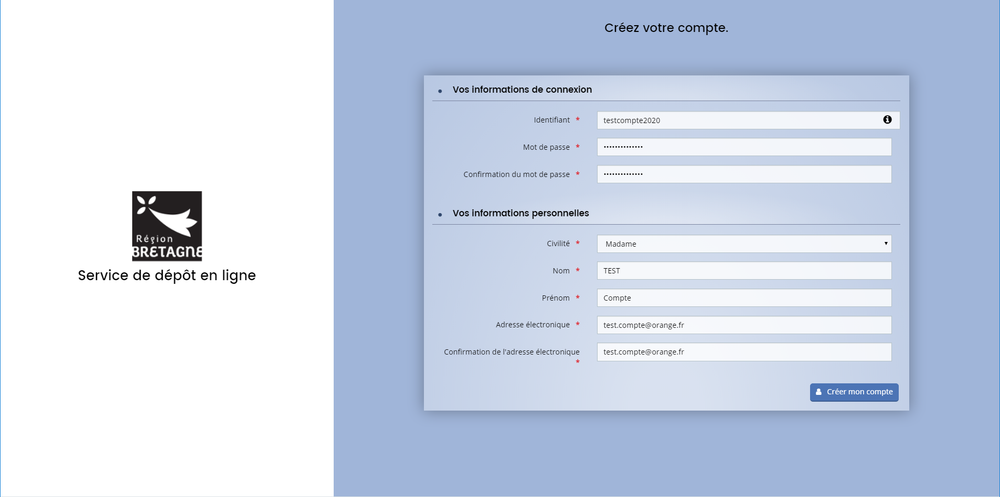 Créez votre compte.
Région
BRETAGNE
Service de dépôt en ligne
Vos informations de connexion
Identifiant * testcompte2020
Mot de passe * ••••••••••••••
Confirmation du mot de passe * ••••••••••••••
Vos informations personnelles
Civilité * Madame
Nom * TEST
Prénom * Compte
Adresse électronique * test.compte@orange.fr
Confirmation de l'adresse électronique test.compte@orange.fr
*
Créer mon compte